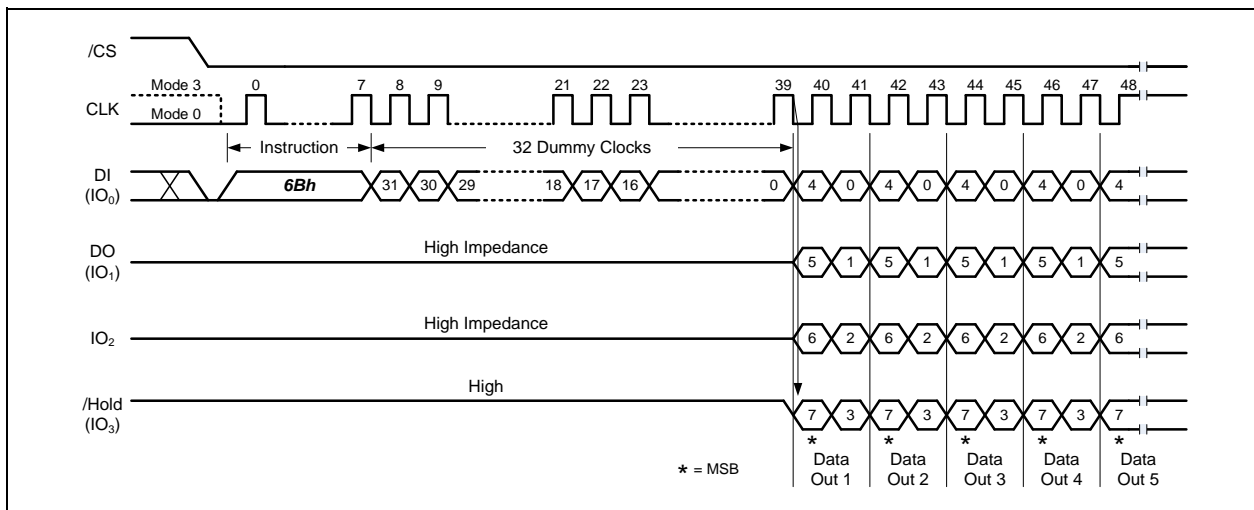 /CS
Mode 3 0 7 8 9 21 22 23 39 40 41 42 43 44 45 46 47 48
CLK
Mode 0
Instruction 32 Dummy Clocks
DI
(IO₀)
6Bh 31 30 29 18 17 16 0 4 0 4 0 4 0 4 0 4
High Impedance
DO
(IO₁)
5 1 5 1 5 1 5 1 5
High Impedance
IO₂
6 2 6 2 6 2 6 2 6
High
/Hold
(IO₃)
7 3 7 3 7 3 7 3 7
* * * * *
* = MSB
Data Out 1
Data Out 2
Data Out 3
Data Out 4
Data Out 5